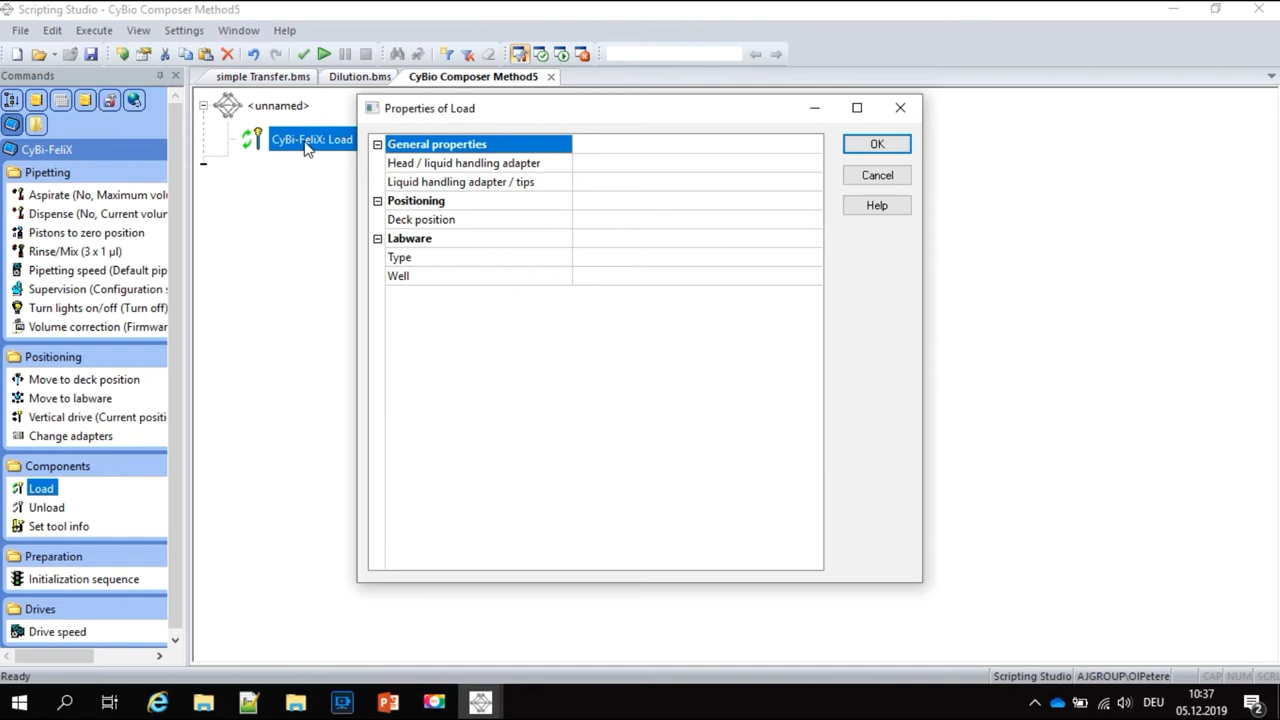 Scripting Studio - CyBio Composer Method5
File Edit Execute View Settings Window Help
Commands
simple Transfer.bms Dilution.bms CyBio Composer Method5
<unnamed>
CyBi-FeliX: Load
CyBi-FeliX
Pipetting
Aspirate (No, Maximum volu
Dispense (No, Current volum
Pistons to zero position
Rinse/Mix (3 x 1 µl)
Pipetting speed (Default pip
Supervision (Configuration s
Turn lights on/off (Turn off)
Volume correction (Firmwar
Positioning
Move to deck position
Move to labware
Vertical drive (Current positi
Change adapters
Components
Load
Unload
Set tool info
Preparation
Initialization sequence
Drives
Drive speed
Properties of Load
General properties
Head / liquid handling adapter
Liquid handling adapter / tips
Positioning
Deck position
Labware
Type
Well
OK
Cancel
Help
Ready
Scripting Studio AJGROUP\OIPetere CAP NUM SCRL
DEU
10:37
05.12.2019
2